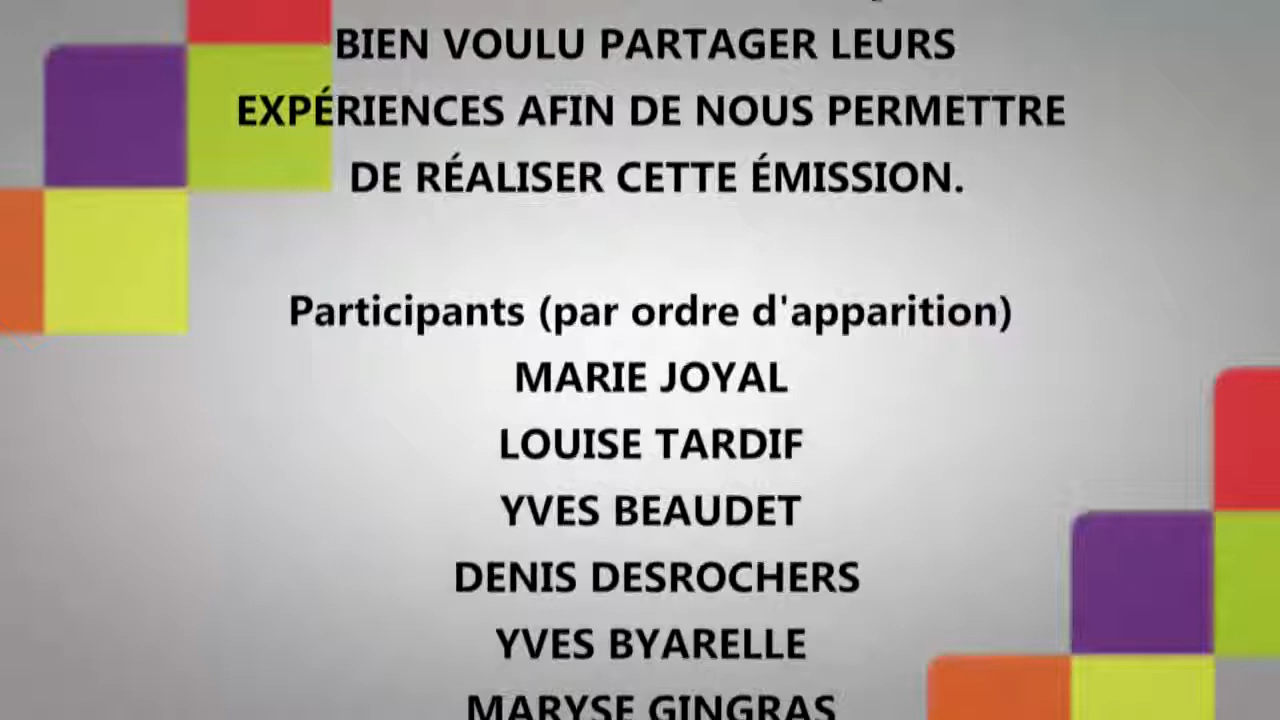 BIEN VOULU PARTAGER LEURS
EXPÉRIENCES AFIN DE NOUS PERMETTRE
DE RÉALISER CETTE ÉMISSION.
Participants (par ordre d'apparition)
MARIE JOYAL
LOUISE TARDIF
YVES BEAUDET
DENIS DESROCHERS
YVES BYARELLE
MARYSE GINGRAS